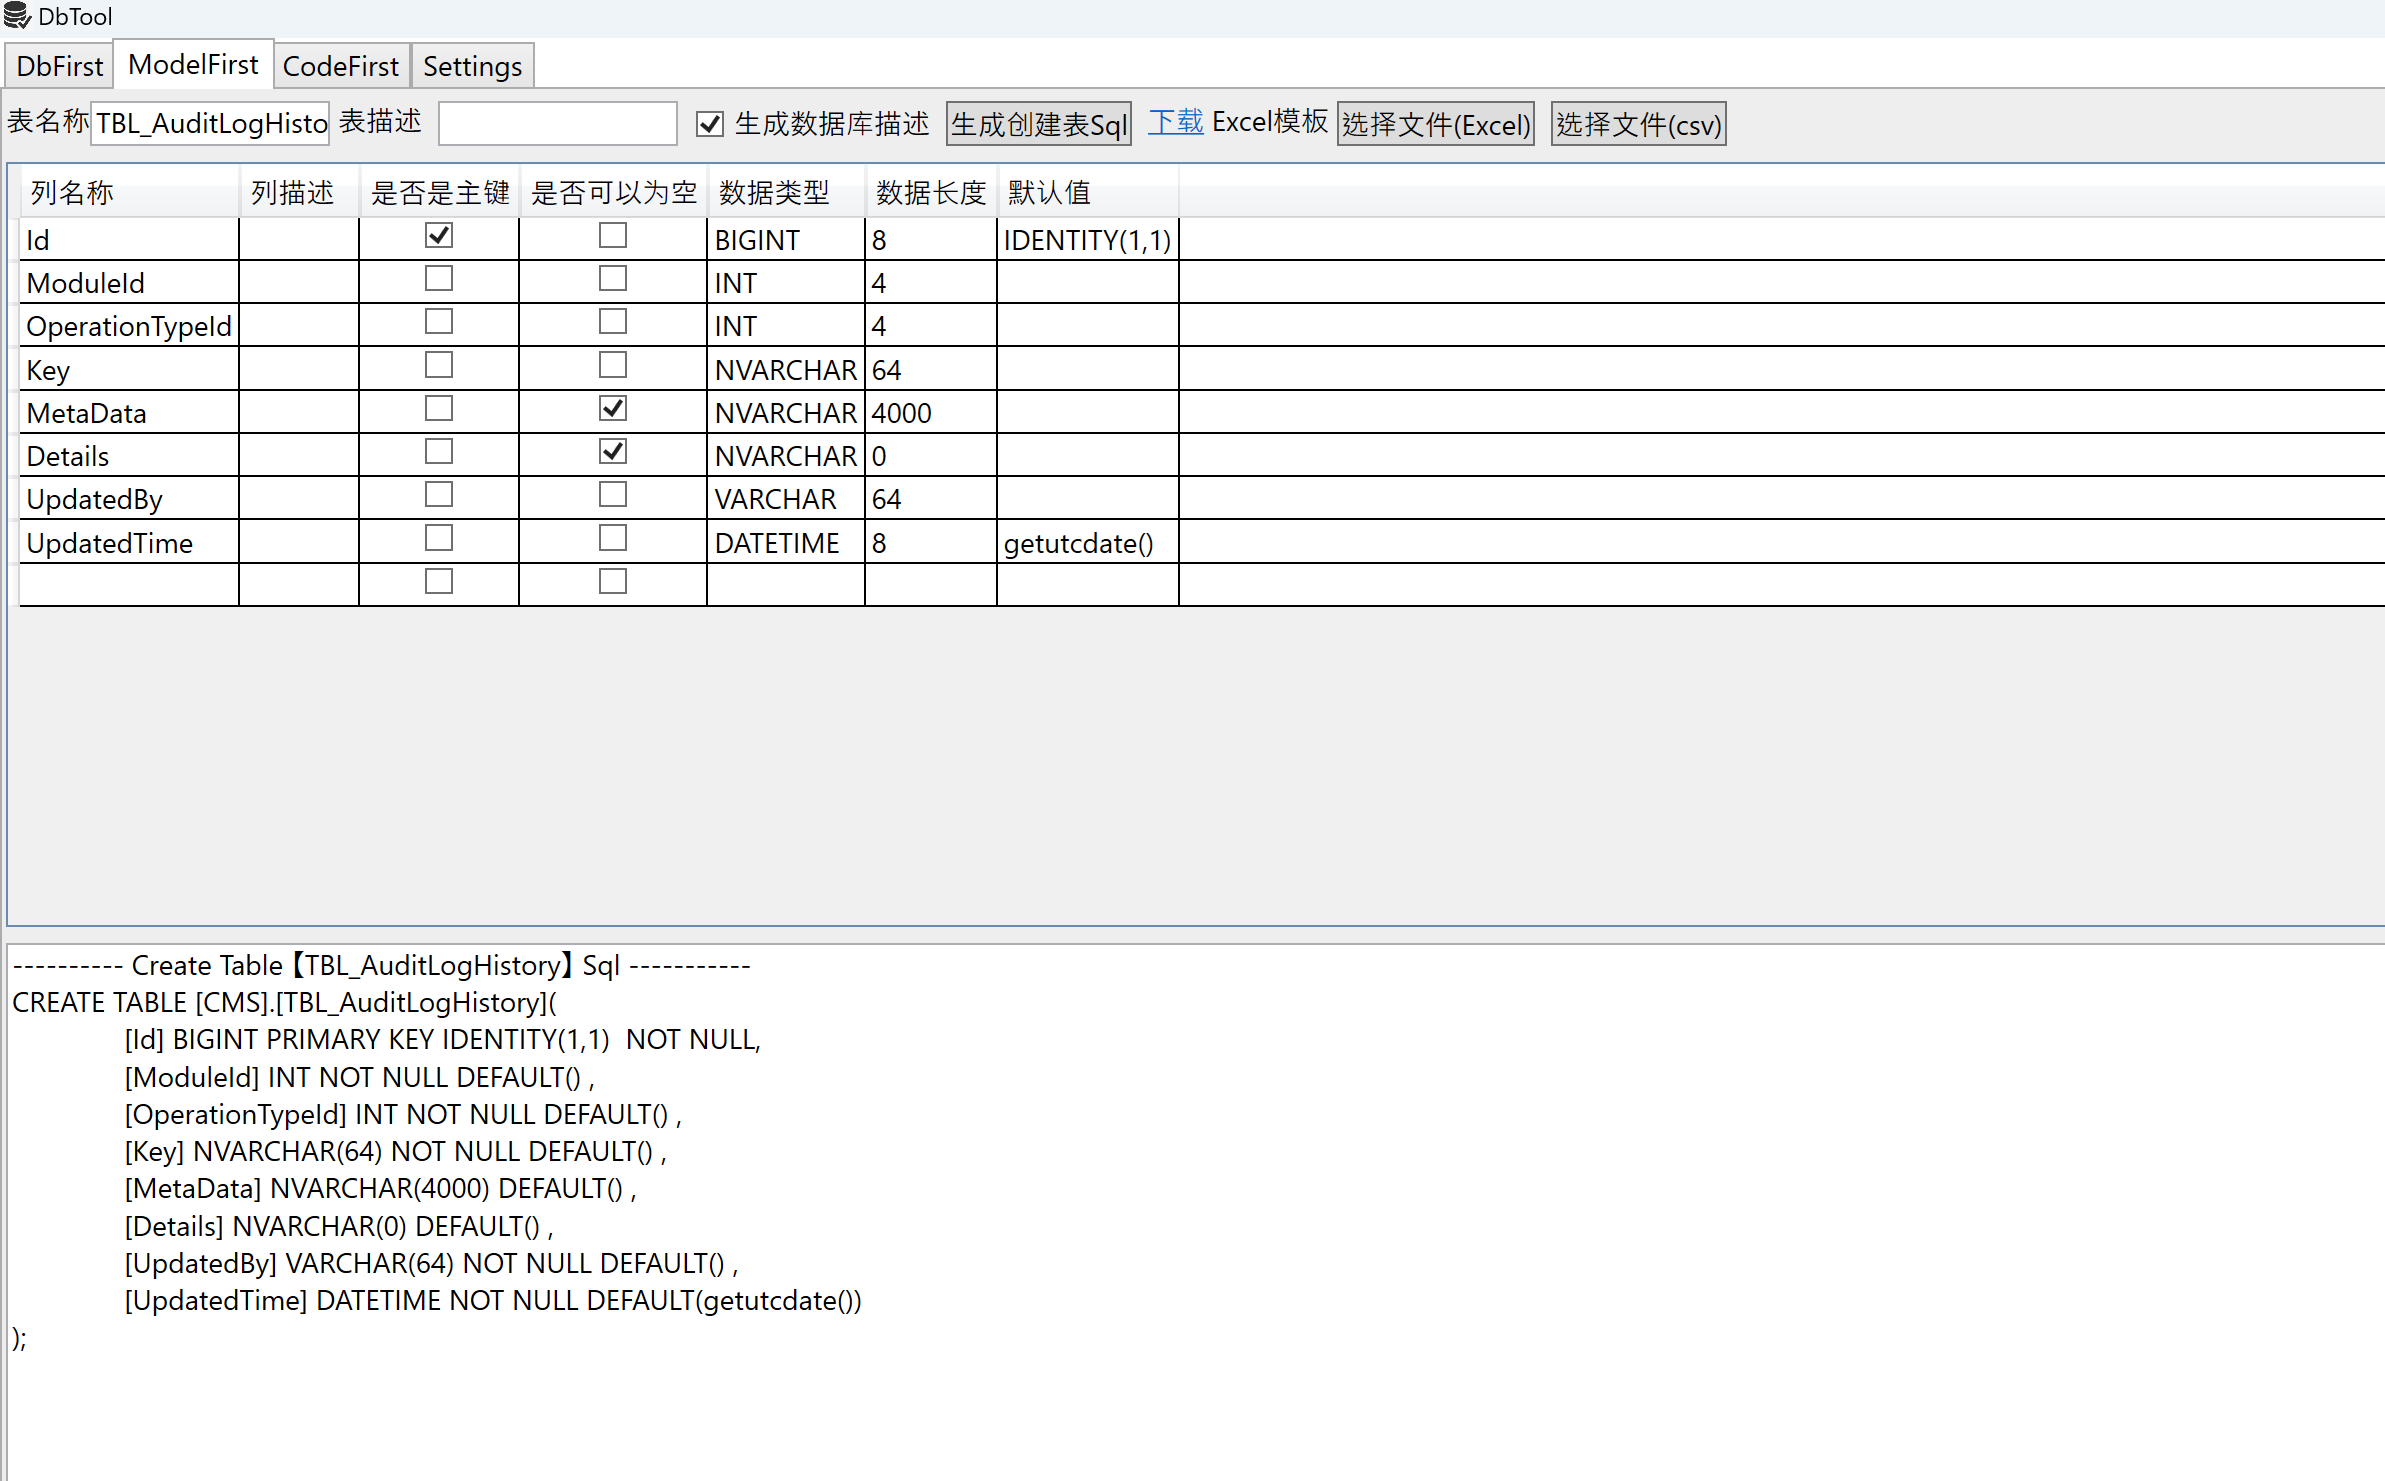 DbTool
DbFirst ModelFirst CodeFirst Settings
表名称 TBL_AuditLogHisto 表描述 生成数据库描述 生成创建表Sql 下载 Excel模板 选择文件(Excel) 选择文件(csv)
列名称 列描述 是否是主键 是否可以为空 数据类型 数据长度 默认值
Id BIGINT 8 IDENTITY(1,1)
ModuleId INT 4
OperationTypeId INT 4
Key NVARCHAR 64
MetaData NVARCHAR 4000
Details NVARCHAR 0
UpdatedBy VARCHAR 64
UpdatedTime DATETIME 8 getutcdate()
---------- Create Table【TBL_AuditLogHistory】Sql -----------
CREATE TABLE [CMS].[TBL_AuditLogHistory](
[Id] BIGINT PRIMARY KEY IDENTITY(1,1)  NOT NULL,
[ModuleId] INT NOT NULL DEFAULT() ,
[OperationTypeId] INT NOT NULL DEFAULT() ,
[Key] NVARCHAR(64) NOT NULL DEFAULT() ,
[MetaData] NVARCHAR(4000) DEFAULT() ,
[Details] NVARCHAR(0) DEFAULT() ,
[UpdatedBy] VARCHAR(64) NOT NULL DEFAULT() ,
[UpdatedTime] DATETIME NOT NULL DEFAULT(getutcdate())
);